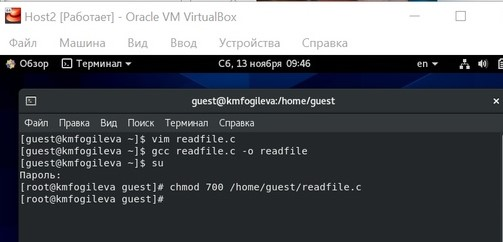 Host2 [Работает] - Oracle VM VirtualBox
Файл Машина Вид Ввод Устройства Справка
Обзор Терминал Сб, 13 ноября 09:46 en
guest@kmfogileva:/home/guest
Файл Правка Вид Поиск Терминал Справка
[guest@kmfogileva ~]$ vim readfile.c
[guest@kmfogileva ~]$ gcc readfile.c -o readfile
[guest@kmfogileva ~]$ su
Пароль:
[root@kmfogileva guest]# chmod 700 /home/guest/readfile.c
[root@kmfogileva guest]#